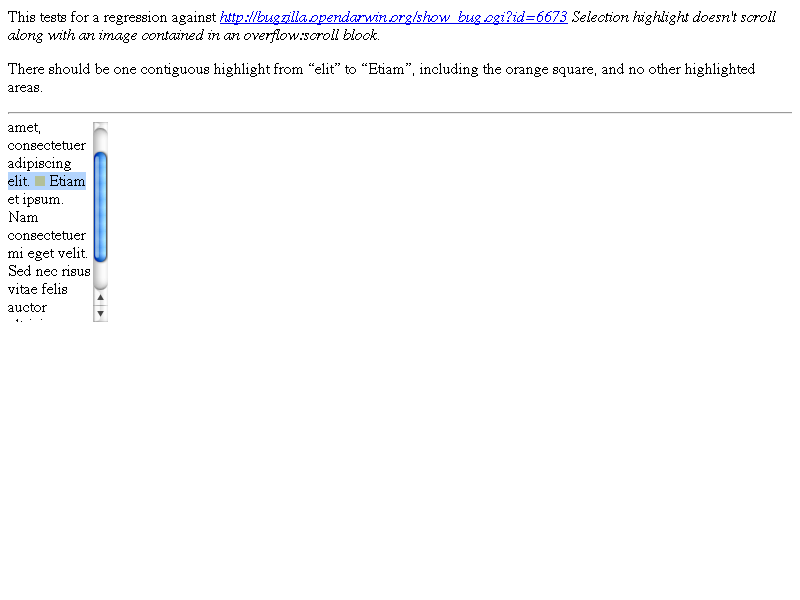 This tests for a regression against http://bugzilla.opendarwin.org/show_bug.cgi?id=6673 Selection highlight doesn't scroll
along with an image contained in an overflow:scroll block.
There should be one contiguous highlight from “elit” to “Etiam”, including the orange square, and no other highlighted
areas.
amet,
consectetuer
adipiscing
elit. Etiam
et ipsum.
Nam
consectetuer
mi eget velit.
Sed nec risus
vitae felis
auctor